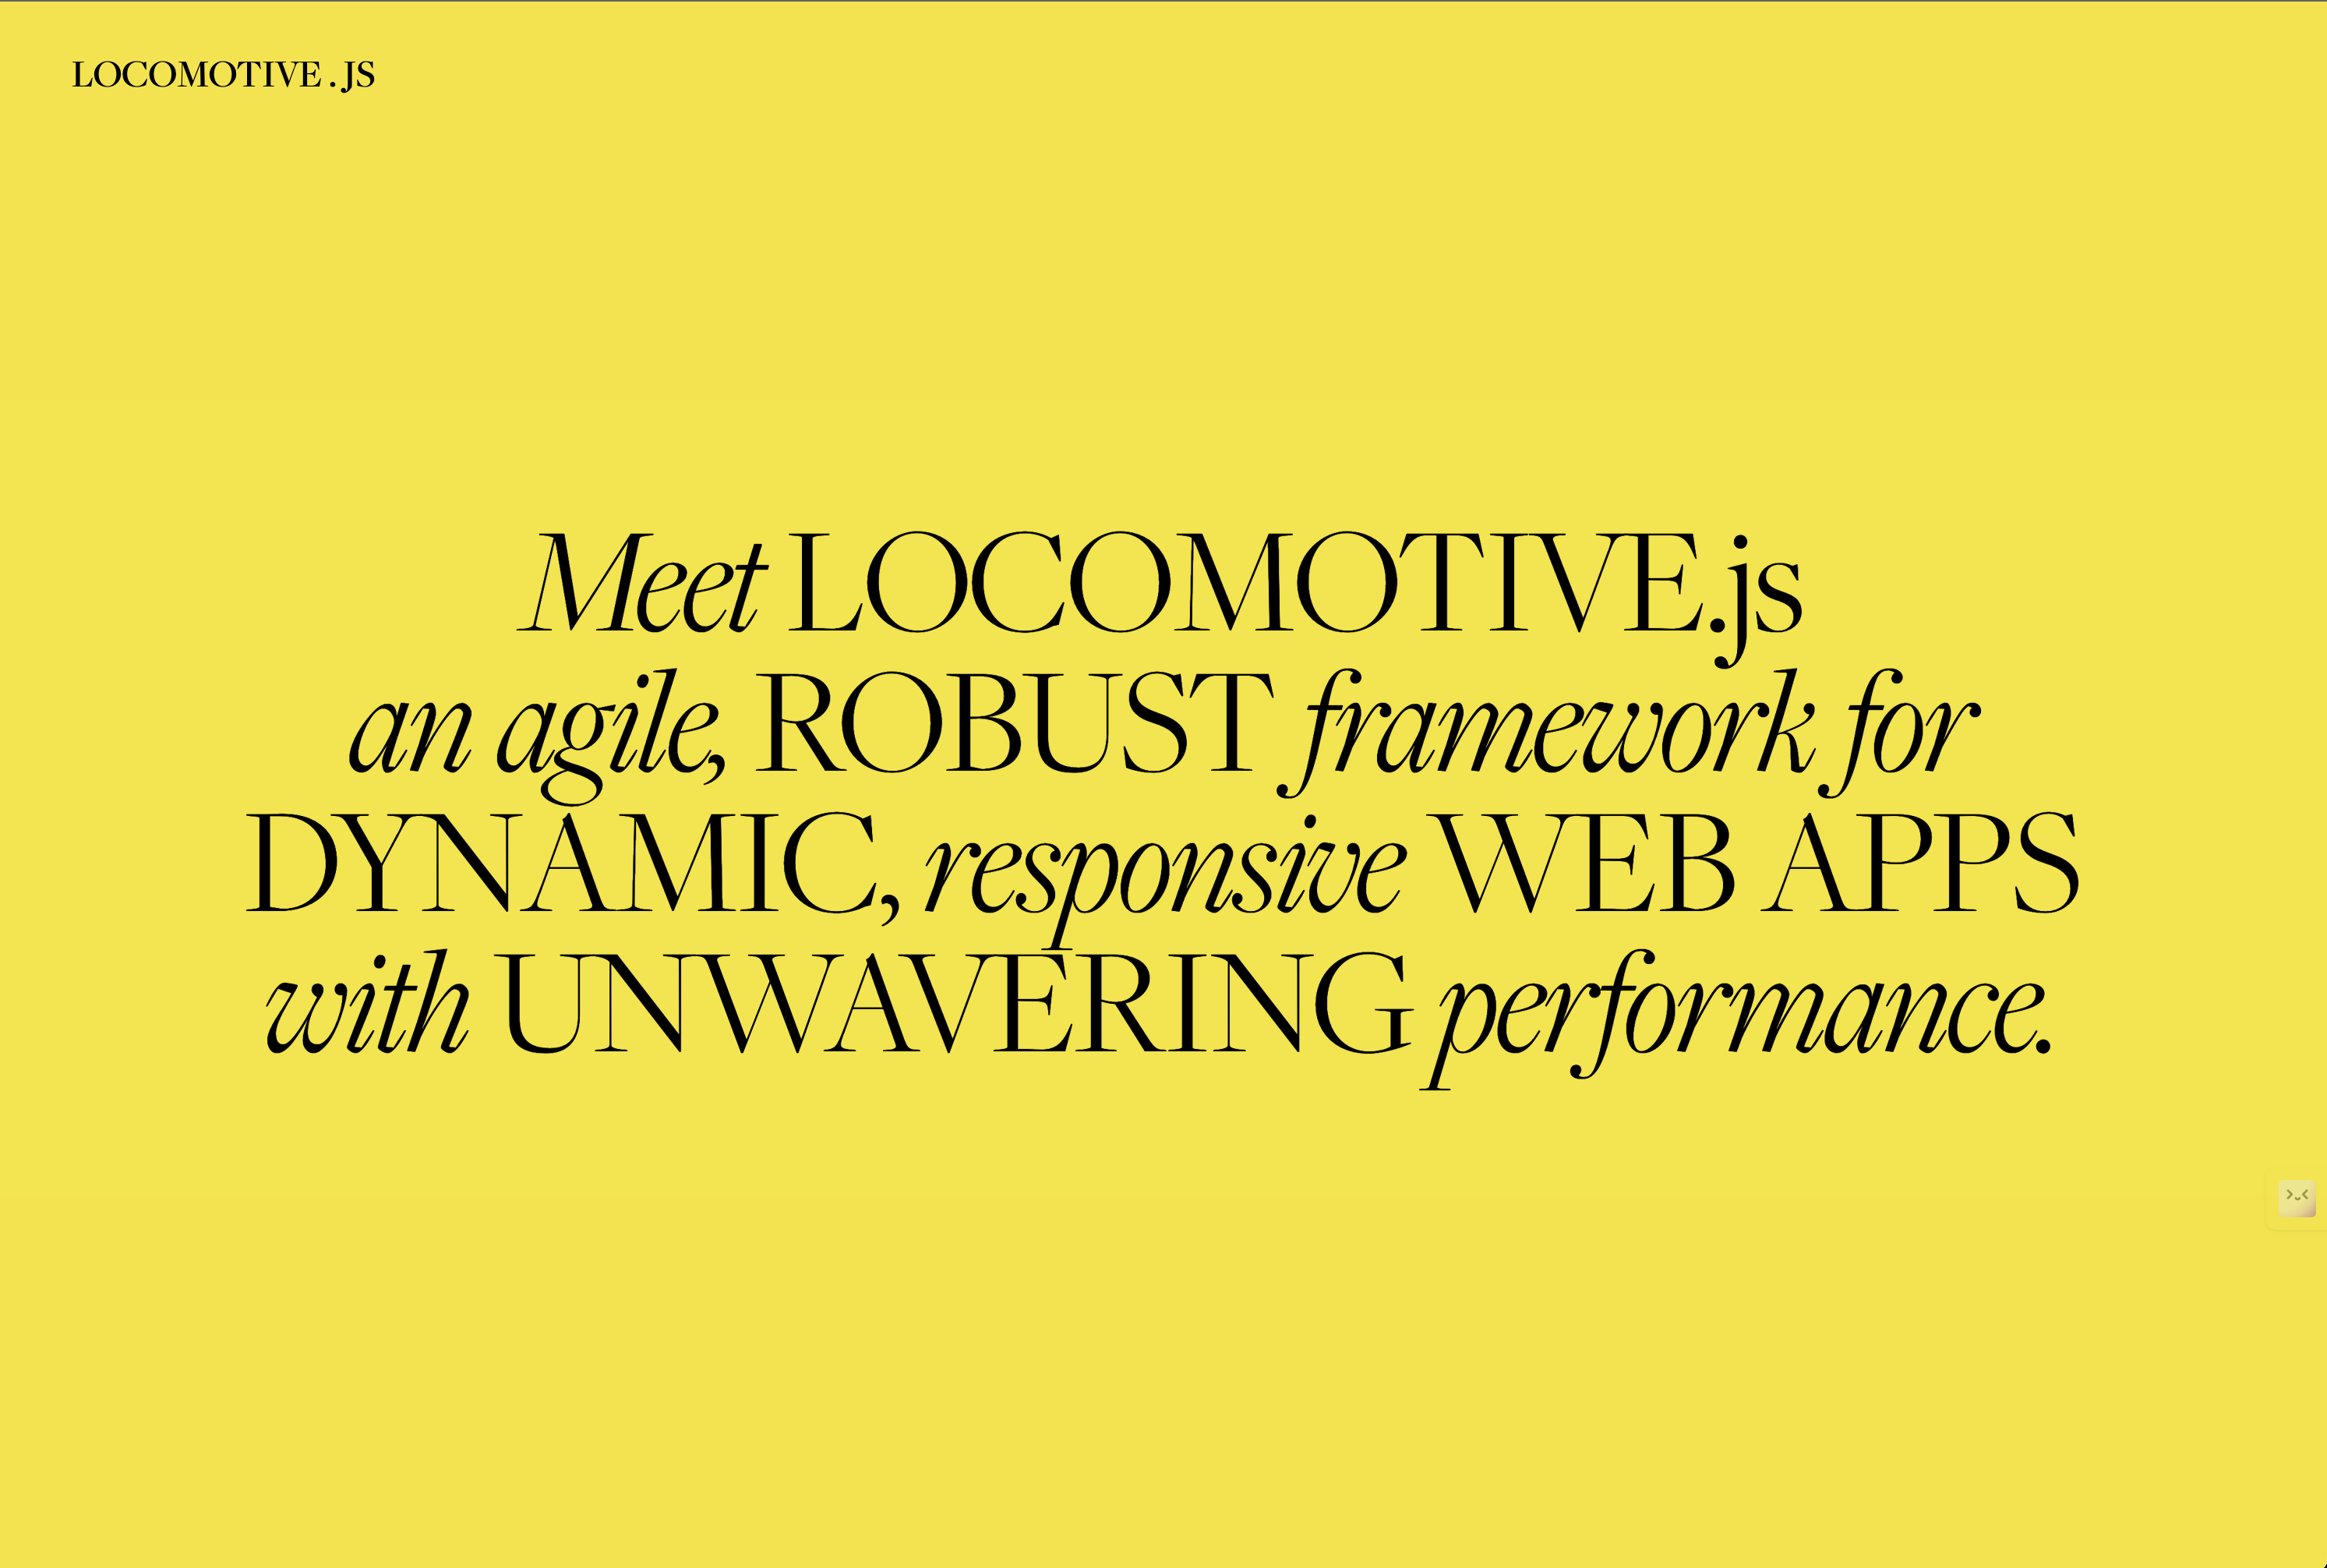 LOCOMOTIVE .JS
Meet LOCOMOTIVE.js
an agile, ROBUST framework for
DYNAMIC, responsive WEB APPS
with UNWAVERING performance.